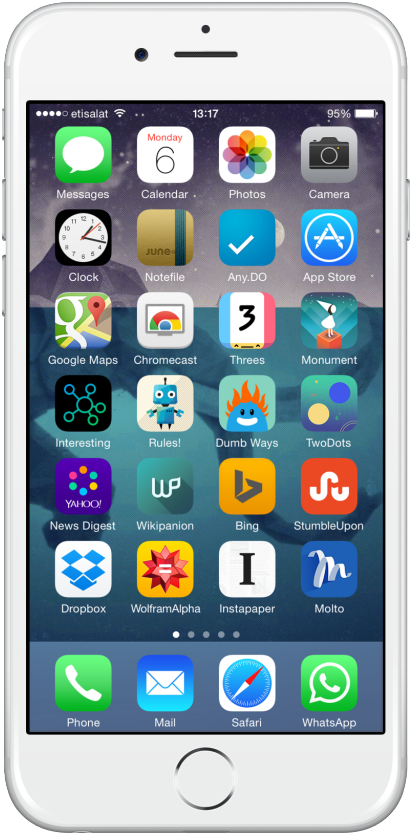 etisalat 13:17 95%
Monday
6
Messages Calendar Photos Camera
JUNE
Clock Notefile Any.DO App Store
3
Google Maps Chromecast Threes Monument
Interesting Rules! Dumb Ways TwoDots
YAHOO!
News Digest Wikipanion Bing StumbleUpon
I
Dropbox WolframAlpha Instapaper Molto
Phone Mail Safari WhatsApp